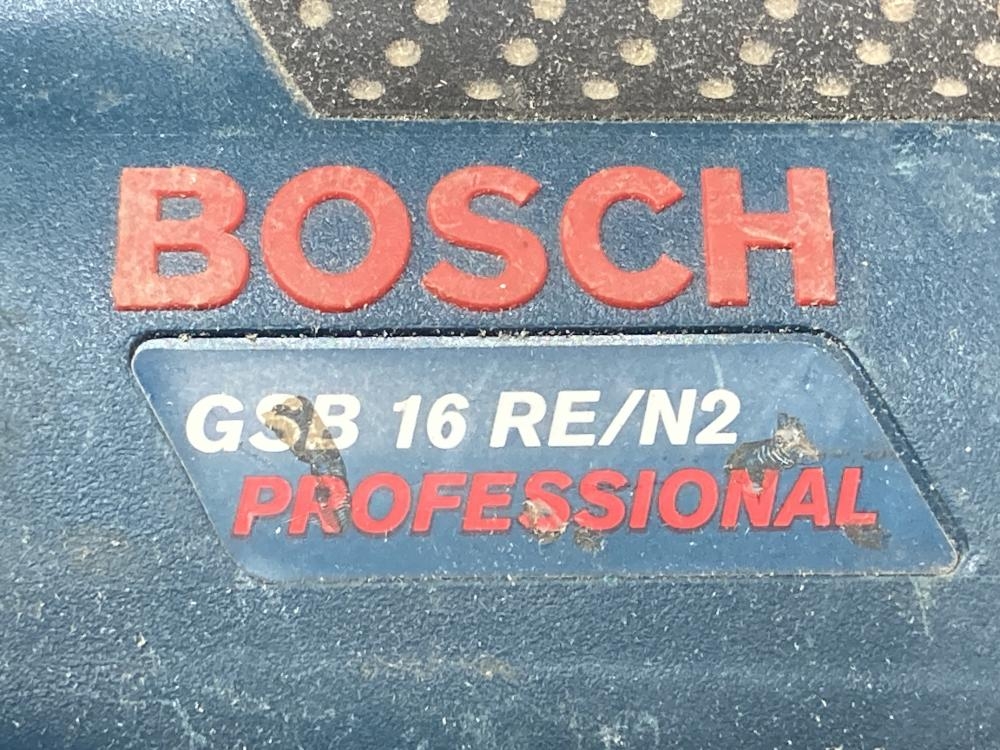 BOSCH
GSB 16 RE/N2
PROFESSIONAL